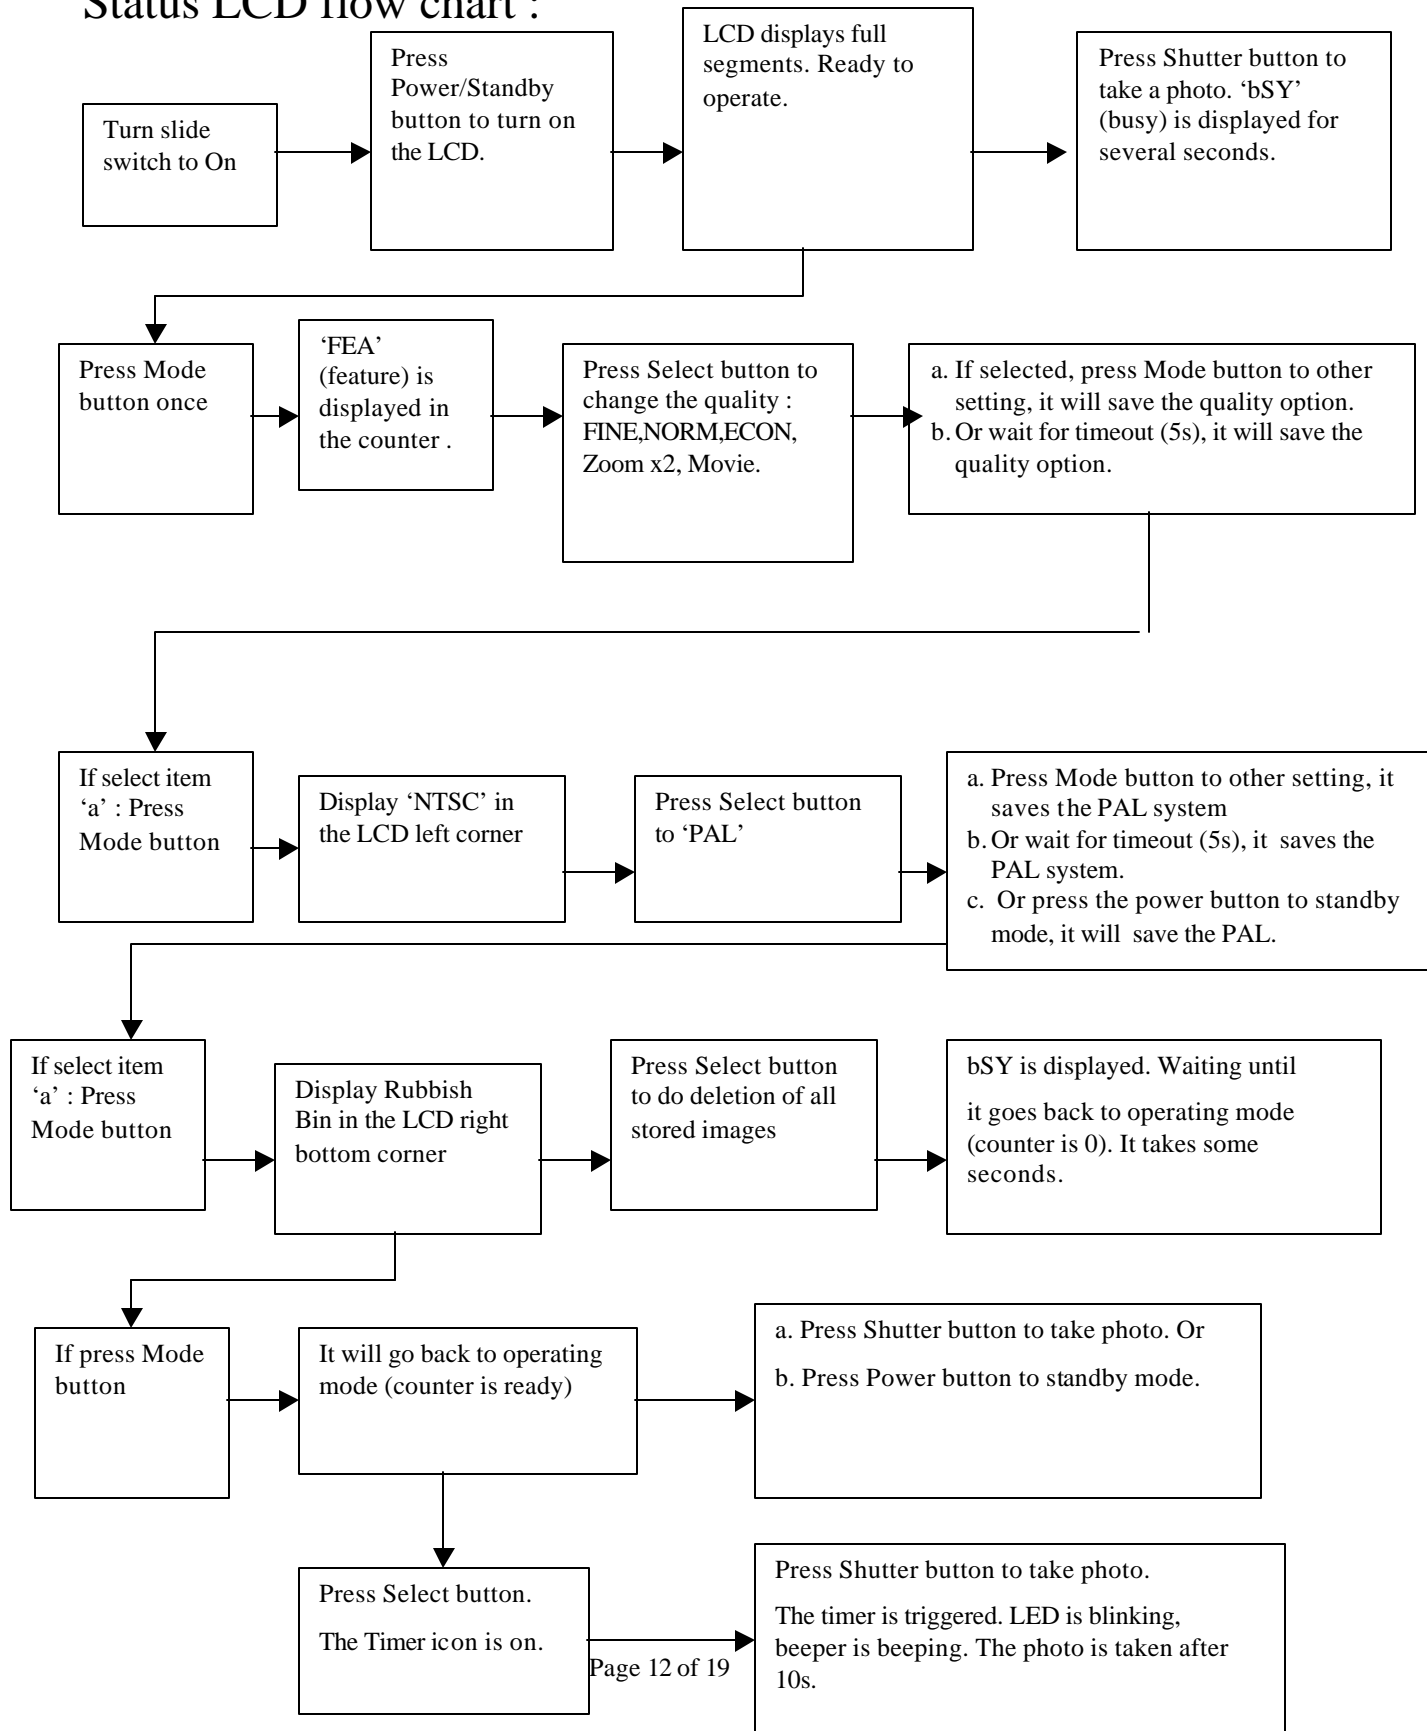 Status LCD flow chart :
Turn slide
switch to On
Press
Power/Standby
button to turn on
the LCD.
LCD displays full
segments. Ready to
operate.
Press Shutter button to
take a photo. ‘bSY’
(busy) is displayed for
several seconds.
Press Mode
button once
‘FEA’
(feature) is
displayed in
the counter .
Press Select button to
change the quality :
FINE,NORM,ECON,
Zoom x2, Movie.
a. If selected, press Mode button to other
setting, it will save the quality option.
b. Or wait for timeout (5s), it will save the
quality option.
If select item
‘a’ : Press
Mode button
Display ‘NTSC’ in
the LCD left corner
Press Select button
to ‘PAL’
a. Press Mode button to other setting, it
saves the PAL system
b. Or wait for timeout (5s), it saves the
PAL system.
c. Or press the power button to standby
mode, it will save the PAL.
If select item
‘a’ : Press
Mode button
Display Rubbish
Bin in the LCD right
bottom corner
Press Select button
to do deletion of all
stored images
bSY is displayed. Waiting until
it goes back to operating mode
(counter is 0). It takes some
seconds.
If press Mode
button
It will go back to operating
mode (counter is ready)
a. Press Shutter button to take photo. Or
b. Press Power button to standby mode.
Press Select button.
The Timer icon is on.
Press Shutter button to take photo.
The timer is triggered. LED is blinking,
beeper is beeping. The photo is taken after
10s.
Page 12 of 19